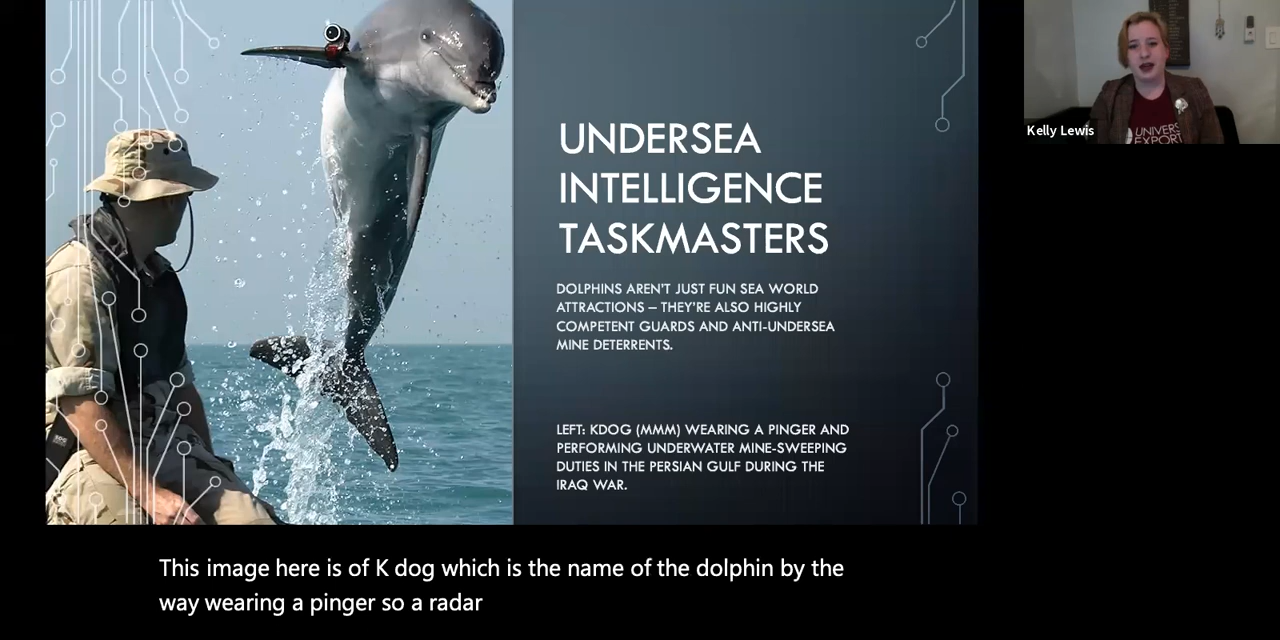 UNDERSEA
INTELLIGENCE
TASKMASTERS
DOLPHINS AREN'T JUST FUN SEA WORLD
ATTRACTIONS – THEY'RE ALSO HIGHLY
COMPETENT GUARDS AND ANTI-UNDERSEA
MINE DETERRENTS.
LEFT: KDOG (MMM) WEARING A PINGER AND
PERFORMING UNDERWATER MINE-SWEEPING
DUTIES IN THE PERSIAN GULF DURING THE
IRAQ WAR.
Kelly Lewis
UNIVERS
EXPORT
This image here is of K dog which is the name of the dolphin by the
way wearing a pinger so a radar